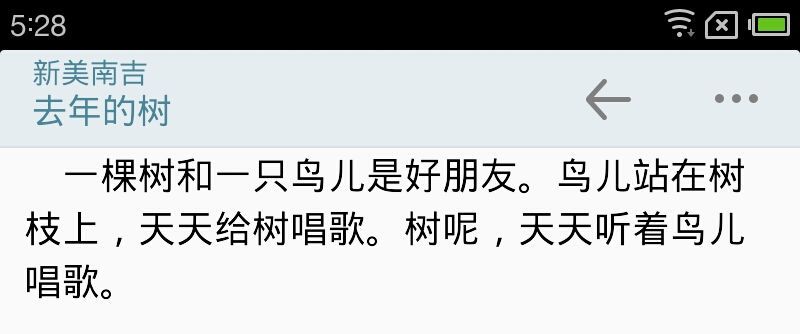 5:28
新美南吉
去年的树
一棵树和一只鸟儿是好朋友。鸟儿站在树
枝上，天天给树唱歌。树呢，天天听着鸟儿
唱歌。